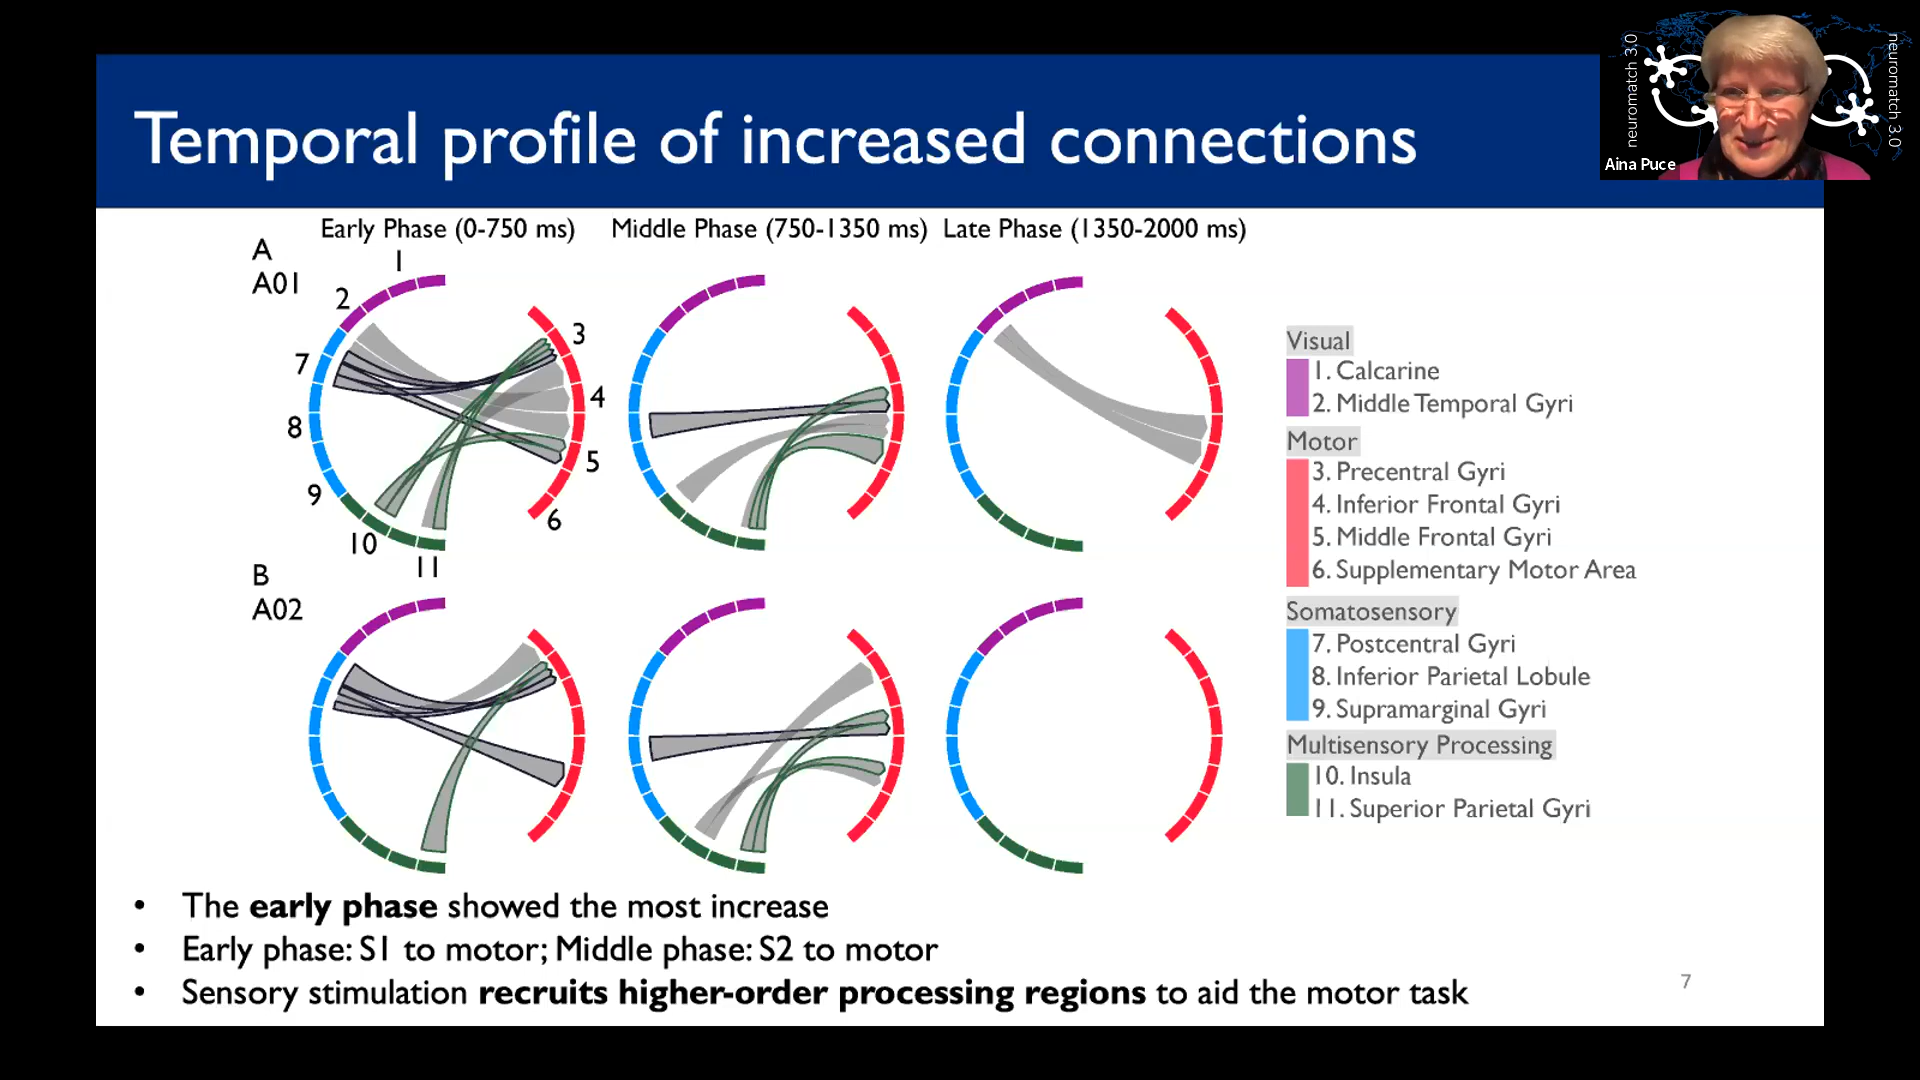 Temporal profile of increased connections
neuromatch 3.0
neuromatch 3.0
Aina Puce
Early Phase (0-750 ms)
Middle Phase (750-1350 ms)
Late Phase (1350-2000 ms)
A
A01
1
2
3
7
4
8
5
9
6
10
11
B
A02
Visual
1. Calcarine
2. Middle Temporal Gyri
Motor
3. Precentral Gyri
4. Inferior Frontal Gyri
5. Middle Frontal Gyri
6. Supplementary Motor Area
Somatosensory
7. Postcentral Gyri
8. Inferior Parietal Lobule
9. Supramarginal Gyri
Multisensory Processing
10. Insula
11. Superior Parietal Gyri
• The early phase showed the most increase
• Early phase: S1 to motor; Middle phase: S2 to motor
• Sensory stimulation recruits higher-order processing regions to aid the motor task
7